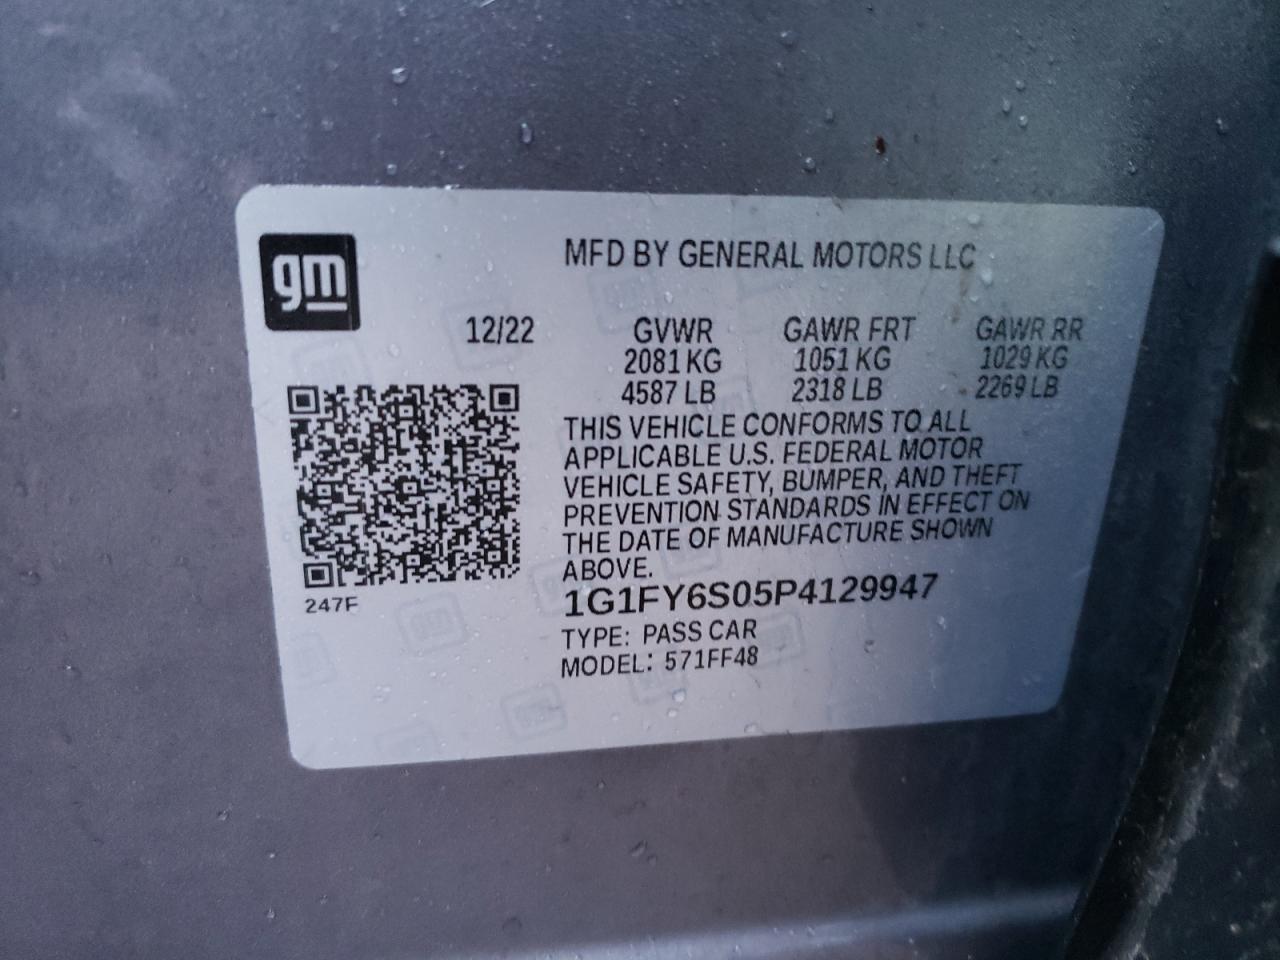 gm
MFD BY GENERAL MOTORS LLC
12/22 GVWR GAWR FRT GAWR RR
2081 KG 1051 KG 1029 KG
4587 LB 2318 LB 2269 LB
THIS VEHICLE CONFORMS TO ALL
APPLICABLE U.S. FEDERAL MOTOR
VEHICLE SAFETY, BUMPER, AND THEFT
PREVENTION STANDARDS IN EFFECT ON
THE DATE OF MANUFACTURE SHOWN
ABOVE.
247F
1G1FY6S05P4129947
TYPE: PASS CAR
MODEL: 571FF48